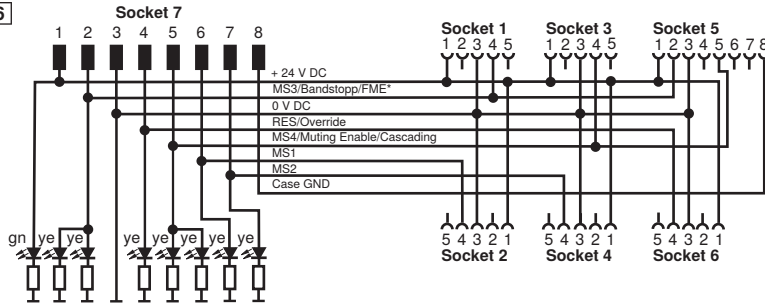 6
Socket 7
1 2 3 4 5 6 7 8
Socket 1
1 2 3 4 5
Socket 3
1 2 3 4 5
Socket 5
1 2 3 4 5 6 7 8
+ 24 V DC
MS3/Bandstopp/FME*
0 V DC
RES/Override
MS4/Muting Enable/Cascading
MS1
MS2
Case GND
gn ye ye ye ye ye ye ye
5 4 3 2 1
Socket 2
5 4 3 2 1
Socket 4
5 4 3 2 1
Socket 6